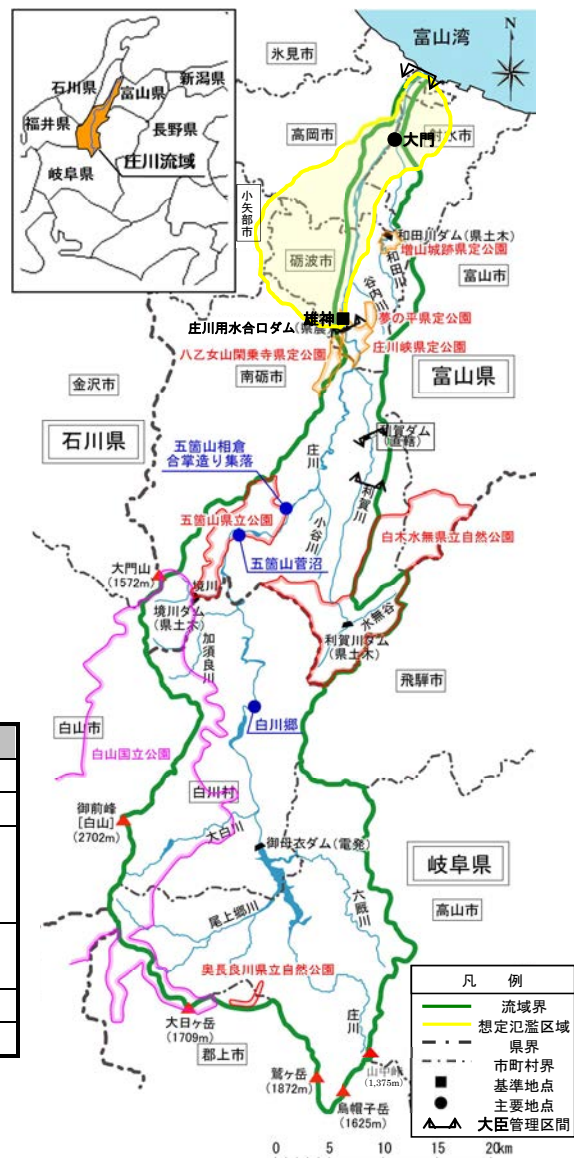 石川県
富山県
新潟県
福井県
長野県
岐阜県
庄川流域
富山湾
N
氷見市
高岡市
射水市
大門
小矢部市
和田川ダム(県土木)
増山城跡県定公園
和田川
砺波市
富山市
谷内川
雄神
夢の平県定公園
庄川用水合口ダム(県農)
庄川峡県定公園
八乙女山閑乗寺県定公園
南砺市
富山県
金沢市
石川県
利賀ダム
(直轄)
五箇山相倉
合掌造り集落
庄川
利賀川
小谷川
五箇山県立公園
白木水無県立自然公園
五箇山菅沼
大門山
(1572m)
境川
境川ダム
(県土木)
加須良川
水無谷
利賀川ダム
(県土木)
飛騨市
白川郷
白山市
白山国立公園
白川村
御前峰
[白山]
(2702m)
大白川
御母衣ダム(電発)
岐阜県
六厩川
尾上郷川
高山市
奥長良川県立自然公園
庄川
大日ヶ岳
(1709m)
郡上市
山中峠
(1,375m)
鷲ヶ岳
(1872m)
烏帽子岳
(1625m)
凡 例
流域界
想定氾濫区域
県界
市町村界
基準地点
主要地点
大臣管理区間
0 5 10 15 20km